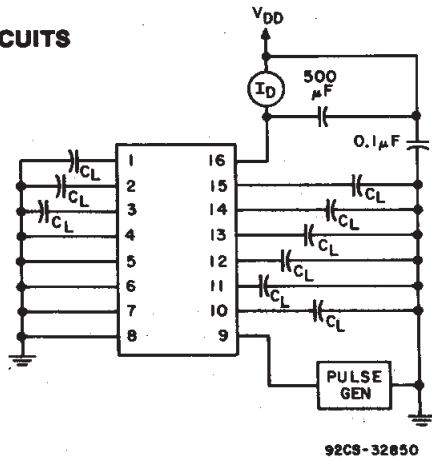 CUITS
VDD
ID
500
μF
0.1μF
1
2
3
4
5
6
7
8
16
15
14
13
12
11
10
9
CL
CL
CL
CL
CL
CL
CL
CL
CL
PULSE
GEN
92CS-32850